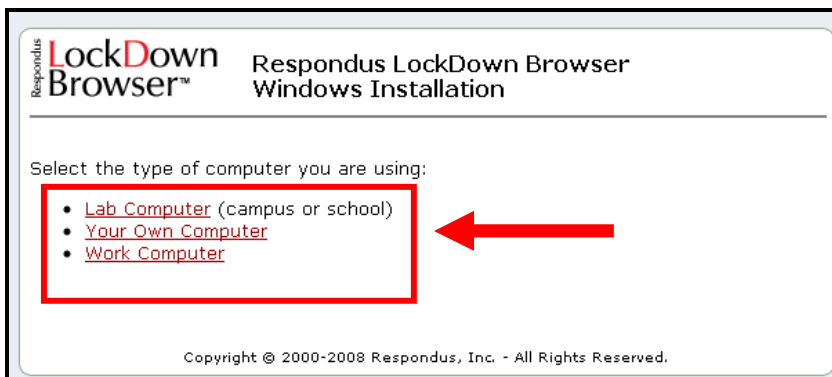 Respondus
LockDown
Browser™
Respondus LockDown Browser
Windows Installation
Select the type of computer you are using:
• Lab Computer (campus or school)
• Your Own Computer
• Work Computer
Copyright © 2000-2008 Respondus, Inc. - All Rights Reserved.